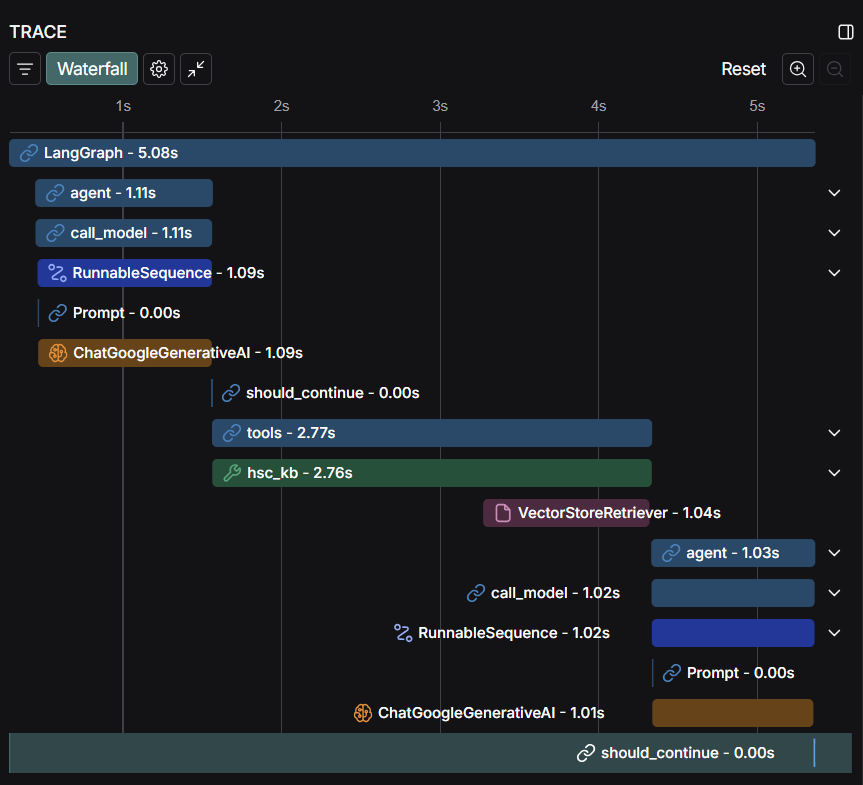 TRACE
Waterfall Reset
1s 2s 3s 4s 5s
LangGraph - 5.08s
agent - 1.11s
call_model - 1.11s
RunnableSequence - 1.09s
Prompt - 0.00s
ChatGoogleGenerativeAI - 1.09s
should_continue - 0.00s
tools - 2.77s
hsc_kb - 2.76s
VectorStoreRetriever - 1.04s
agent - 1.03s
call_model - 1.02s
RunnableSequence - 1.02s
Prompt - 0.00s
ChatGoogleGenerativeAI - 1.01s
should_continue - 0.00s